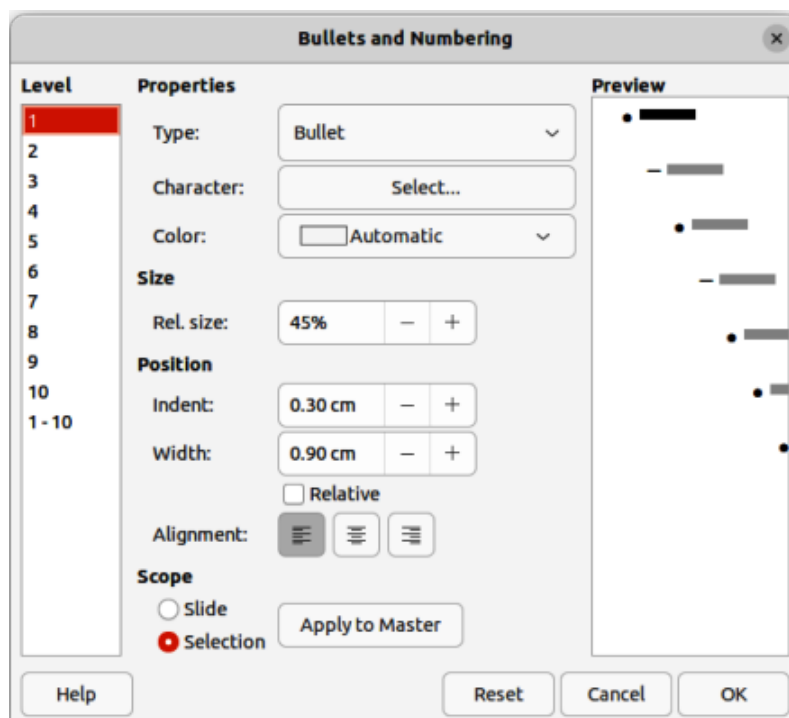 Bullets and Numbering
Level
1
2
3
4
5
6
7
8
9
10
1 - 10
Properties
Type: Bullet
Character: Select...
Color: Automatic
Size
Rel. size: 45%
Position
Indent: 0.30 cm
Width: 0.90 cm
Relative
Alignment:
Scope
Slide
Selection
Apply to Master
Preview
Help Reset Cancel OK